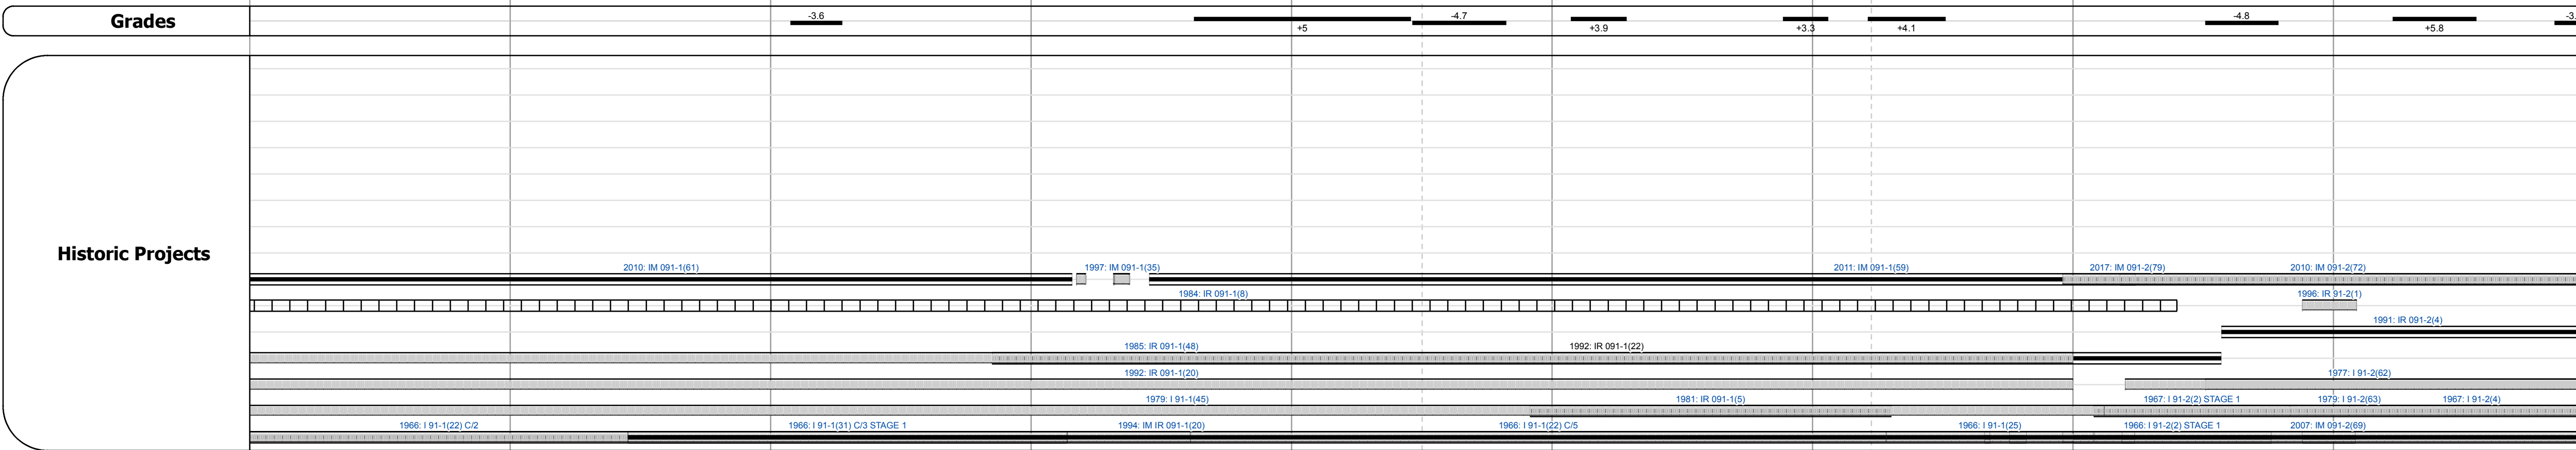 Grades
-3.6 -4.7 -4.8 -3.
+5 +3.9 +3.3 +4.1 +5.8
Historic Projects
2010: IM 091-1(61) 1997: IM 091-1(35) 2011: IM 091-1(59) 2017: IM 091-2(79) 2010: IM 091-2(72)
1984: IR 091-1(8) 1996: IR 91-2(1)
1991: IR 091-2(4)
1985: IR 091-1(48) 1992: IR 091-1(22)
1992: IR 091-1(20) 1977: I 91-2(62)
1979: I 91-1(45) 1981: IR 091-1(5) 1967: I 91-2(2) STAGE 1 1979: I 91-2(63) 1967: I 91-2(4)
1966: I 91-1(22) C/2 1966: I 91-1(31) C/3 STAGE 1 1994: IM IR 091-1(20) 1966: I 91-1(22) C/5 1966: I 91-1(25) 1966: I 91-2(2) STAGE 1 2007: IM 091-2(69)